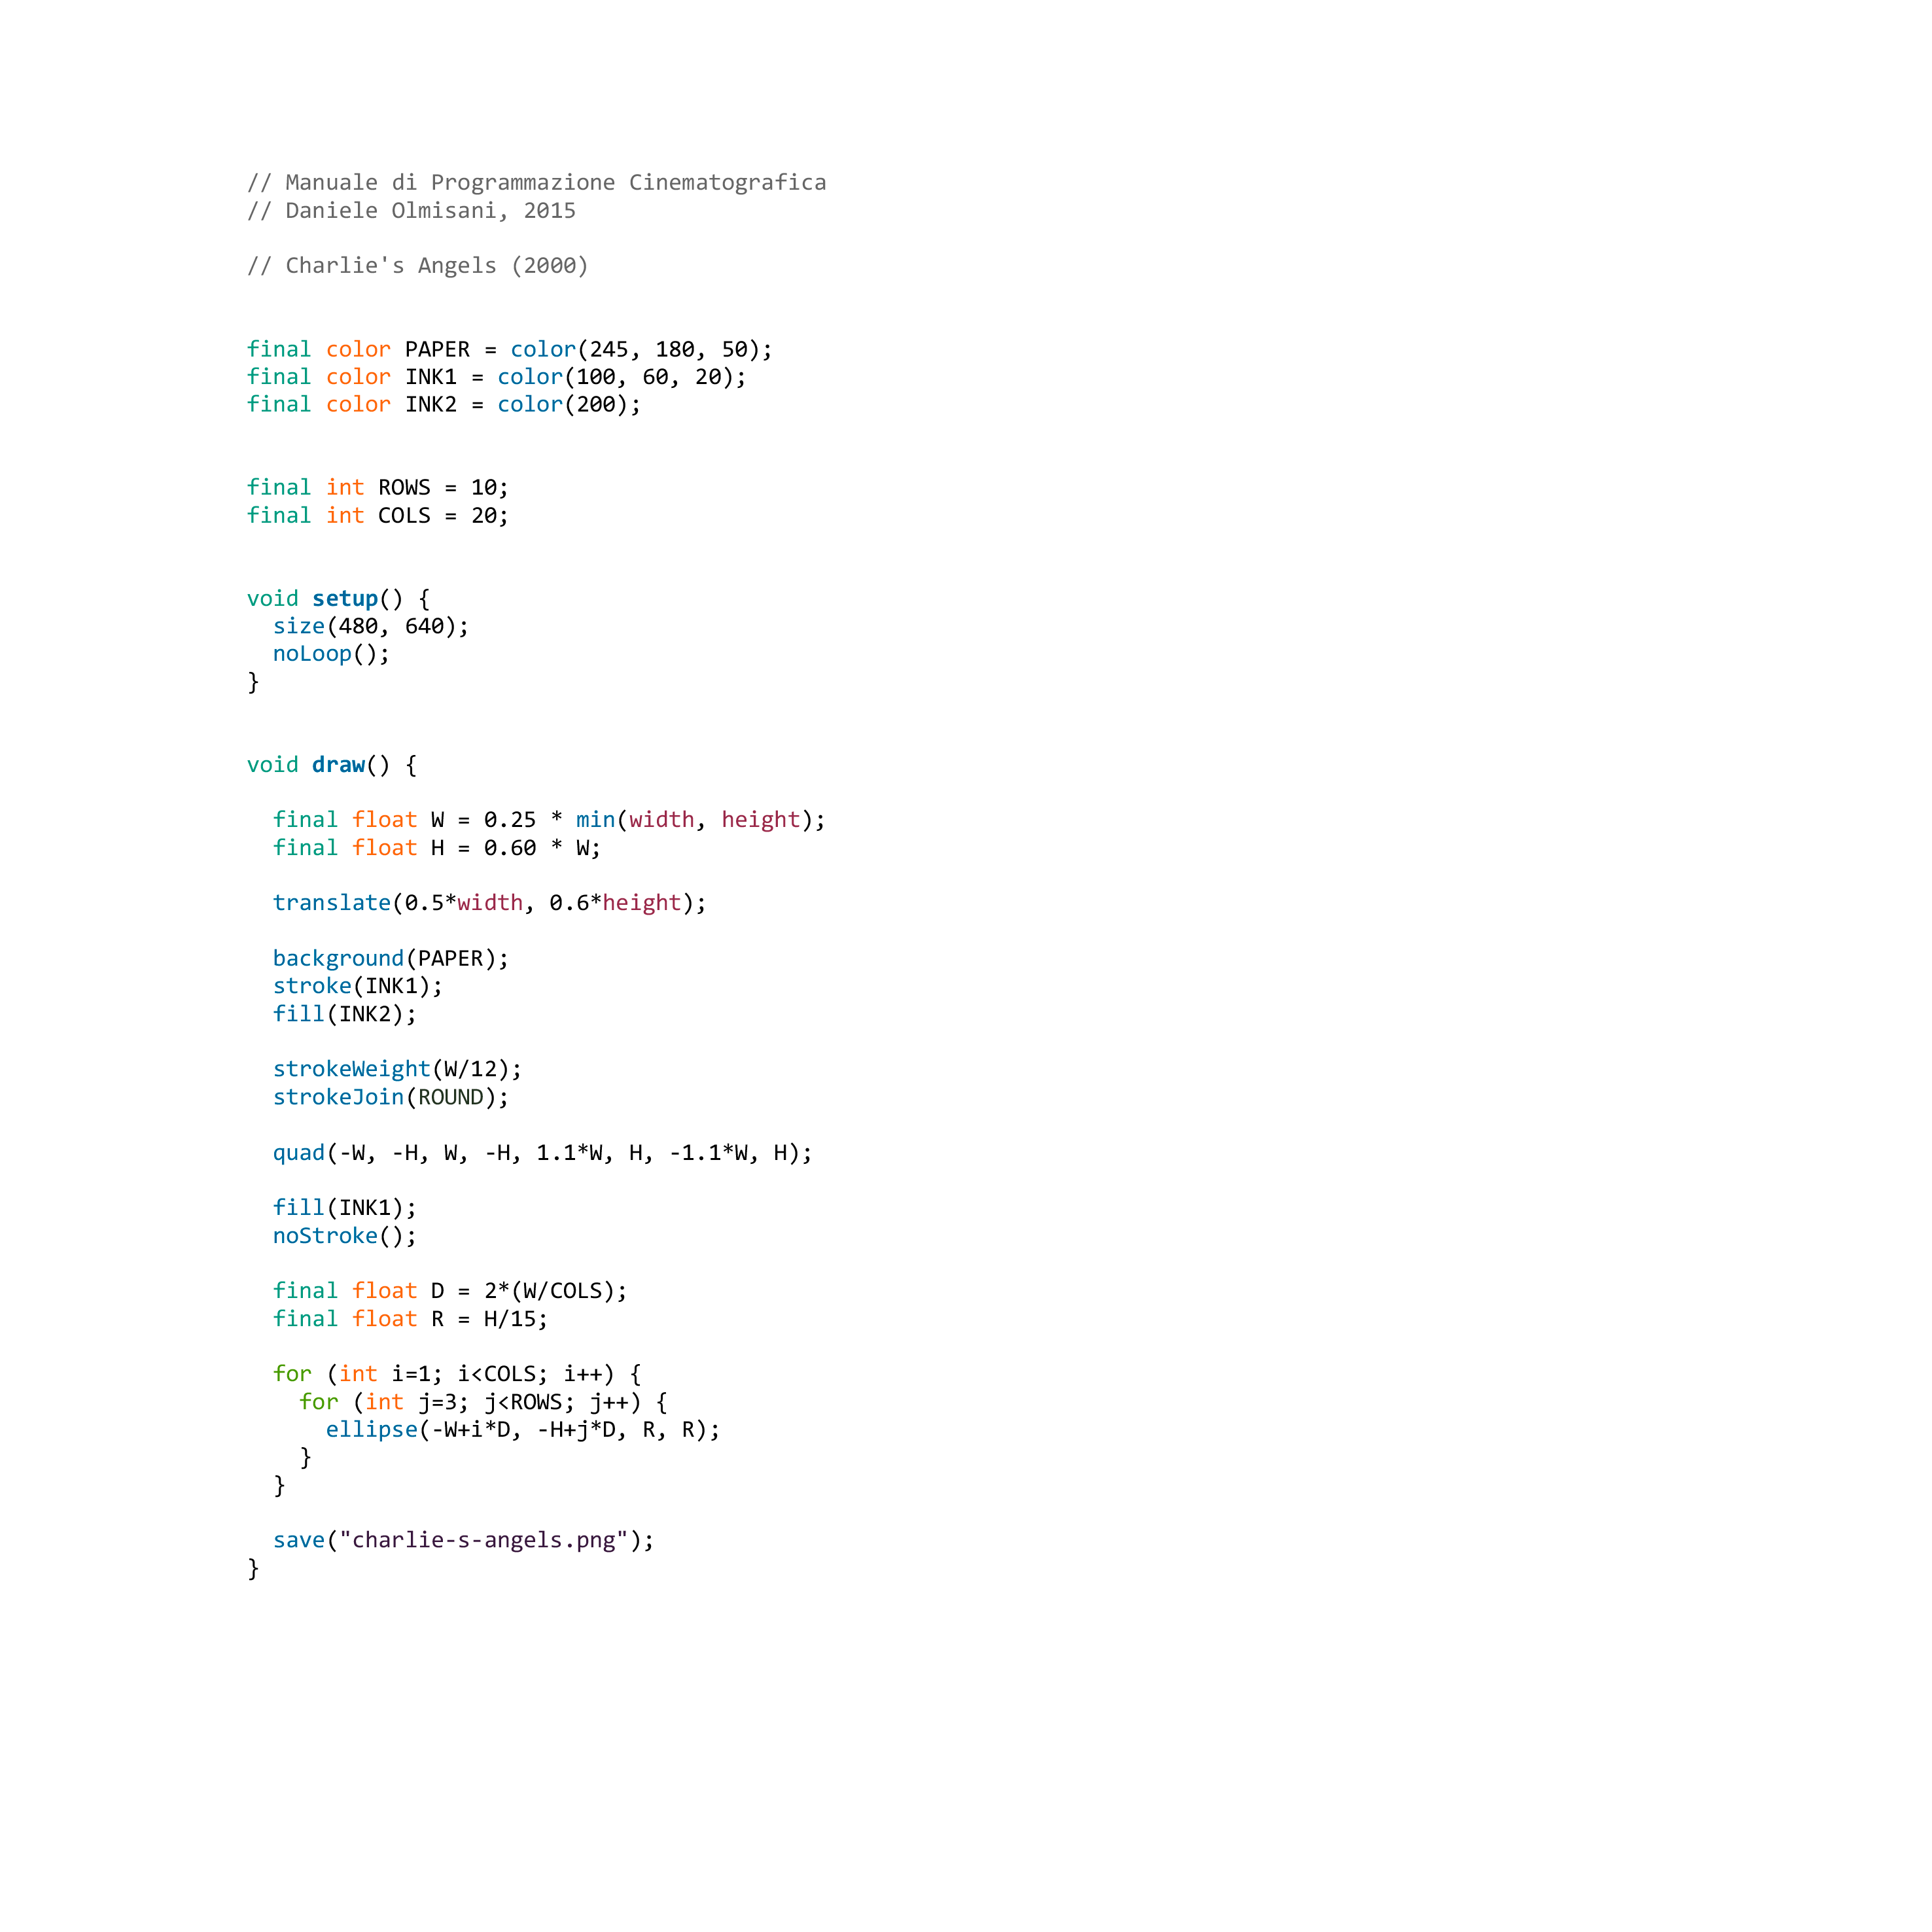 // Manuale di Programmazione Cinematografica
// Daniele Olmisani, 2015

// Charlie's Angels (2000)


final color PAPER = color(245, 180, 50);
final color INK1 = color(100, 60, 20);
final color INK2 = color(200);


final int ROWS = 10;
final int COLS = 20;


void setup() {
  size(480, 640);
  noLoop();
}


void draw() {

  final float W = 0.25 * min(width, height);
  final float H = 0.60 * W;

  translate(0.5*width, 0.6*height);

  background(PAPER);
  stroke(INK1);
  fill(INK2);

  strokeWeight(W/12);
  strokeJoin(ROUND);

  quad(-W, -H, W, -H, 1.1*W, H, -1.1*W, H);

  fill(INK1);
  noStroke();

  final float D = 2*(W/COLS);
  final float R = H/15;

  for (int i=1; i<COLS; i++) {
    for (int j=3; j<ROWS; j++) {
      ellipse(-W+i*D, -H+j*D, R, R);
    }
  }

  save("charlie-s-angels.png");
}